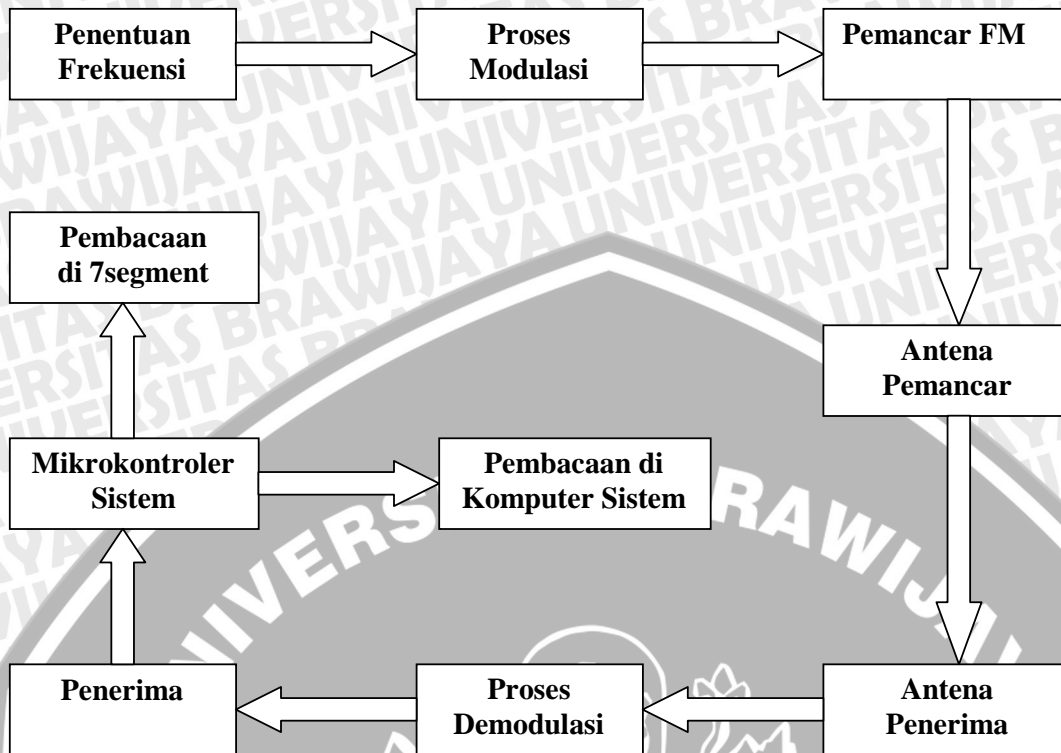 Penentuan
Frekuensi
Proses
Modulasi
Pemancar FM
Pembacaan
di 7segment
Antena
Pemancar
Mikrokontroler
Sistem
Pembacaan di
Komputer Sistem
Penerima
Proses
Demodulasi
Antena
Penerima